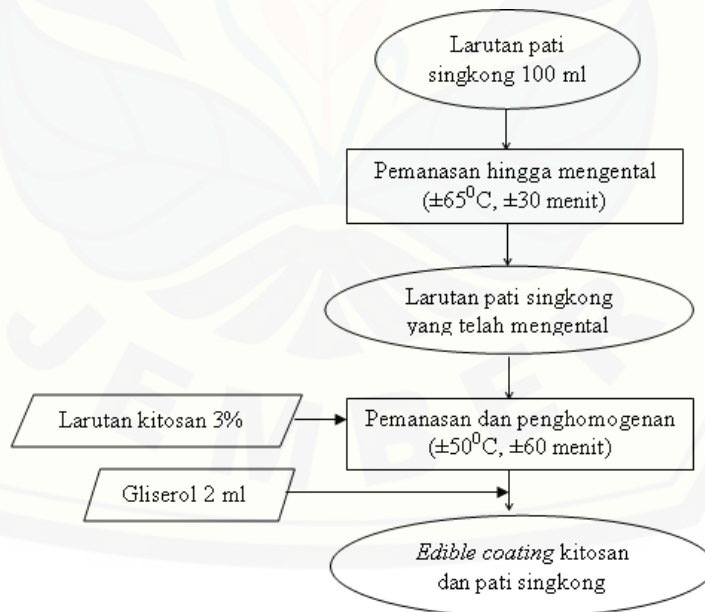 Larutan pati
singkong 100 ml
Pemanasan hingga mengental
(±65⁰C, ±30 menit)
Larutan pati singkong
yang telah mengental
Larutan kitosan 3%
Pemanasan dan penghomogenan
(±50⁰C, ±60 menit)
Gliserol 2 ml
Edible coating kitosan
dan pati singkong
JEMBER